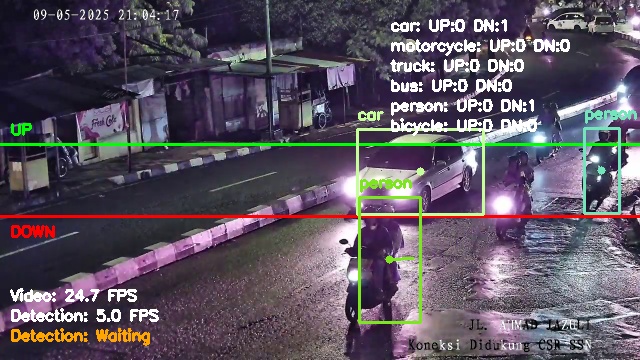 09-05-2025 21:04:17
car: UP:0 DN:1
motorcycle: UP:0 DN:0
truck: UP:0 DN:0
bus: UP:0 DN:0
person: UP:0 DN:1
bicycle: UP:0 DN:0
car
person
UP
Fresh Cola
person
DOWN
Video: 24.7 FPS
Detection: 5.0 FPS
Detection: Waiting
JL. AHMAD JAZULI
Koneksi Didukung CSR SSN